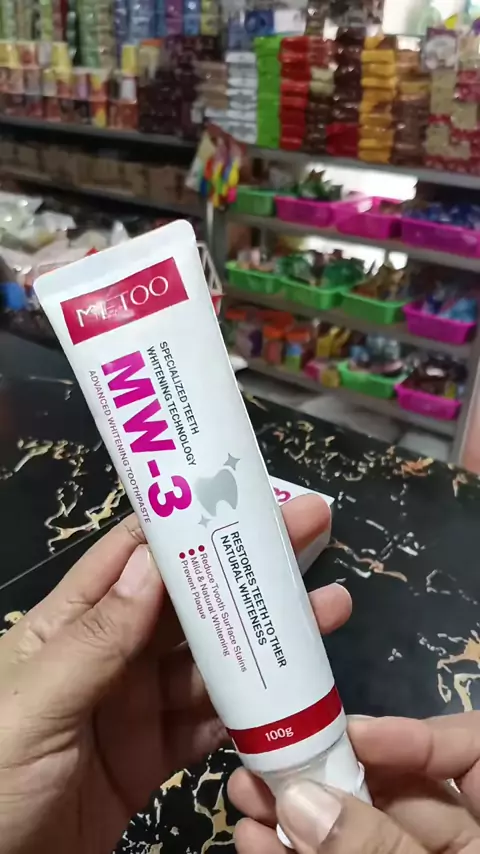 METOO
SPECIALIZED TEETH
WHITENING TECHNOLOGY
MW-3
ADVANCED WHITENING TOOTHPASTE
RESTORES TEETH TO THEIR
NATURAL WHITENESS
Reduce Tvooth Surface Stains
Mild & Natural Whitening
Prevent Plaque
100g